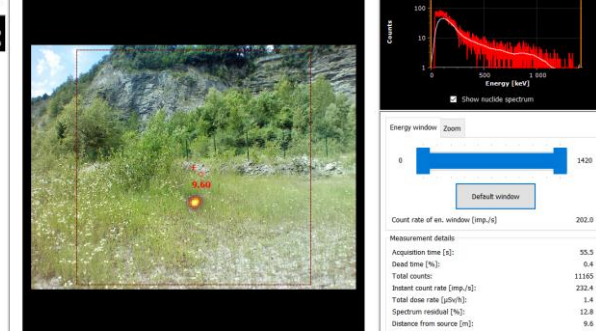 100
10
1
Counts
0 500 1 000
Energy [keV]
Show nuclide spectrum
Energy window Zoom
0 1420
Default window
Count rate of en. window [imp./s] 202.0
Measurement details
Acquisition time [s]: 55.5
Dead time [%]: 0.4
Total counts: 11165
Instant count rate [imp./s]: 232.4
Total dose rate [µSv/h]: 1.4
Spectrum residual [%]: 12.8
Distance from source [m]: 9.6
9.60